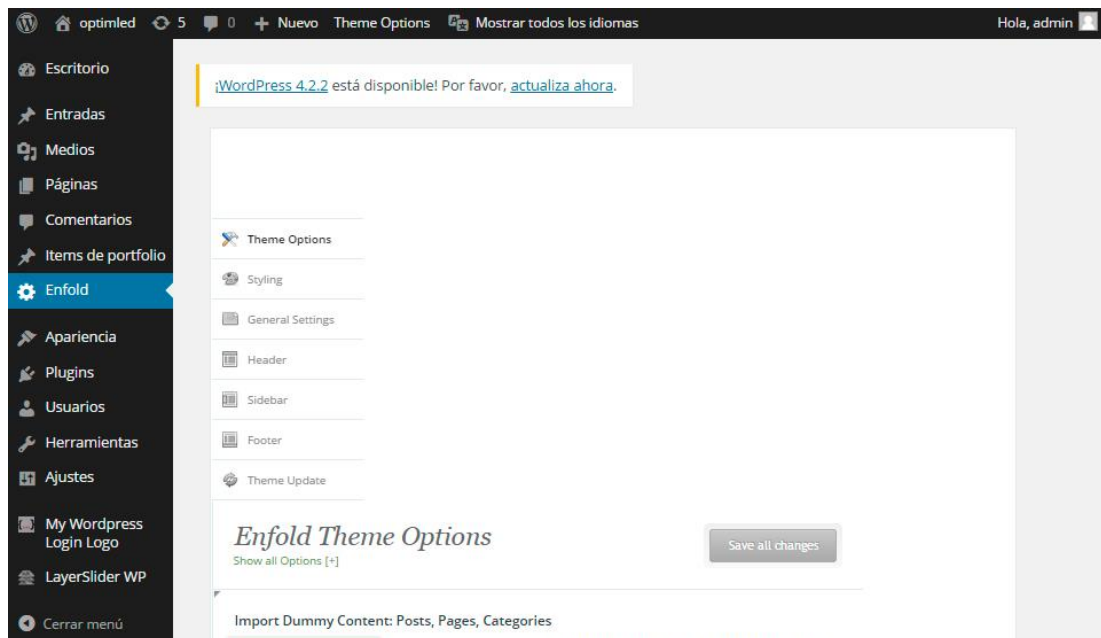 optimled 5 0 + Nuevo Theme Options Mostrar todos los idiomas Hola, admin
Escritorio
Entradas
Medios
Páginas
Comentarios
Items de portfolio
Enfold
Apariencia
Plugins
Usuarios
Herramientas
Ajustes
My Wordpress
Login Logo
LayerSlider WP
Cerrar menú
¡WordPress 4.2.2 está disponible! Por favor, actualiza ahora.
Theme Options
Styling
General Settings
Header
Sidebar
Footer
Theme Update
Enfold Theme Options
Save all changes
Show all Options [+]
Import Dummy Content: Posts, Pages, Categories